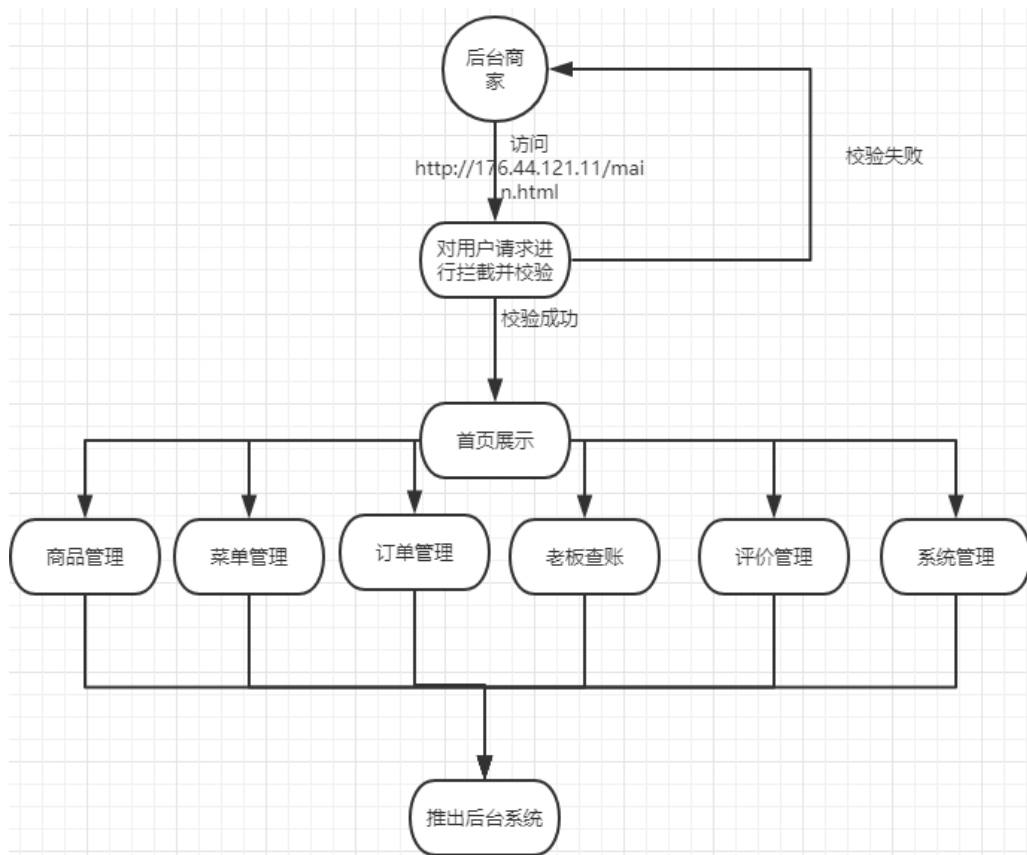 后台商
家
访问
http://176.44.121.11/mai
n.html
校验失败
对用户请求进
行拦截并校验
校验成功
首页展示
商品管理
菜单管理
订单管理
老板查账
评价管理
系统管理
推出后台系统